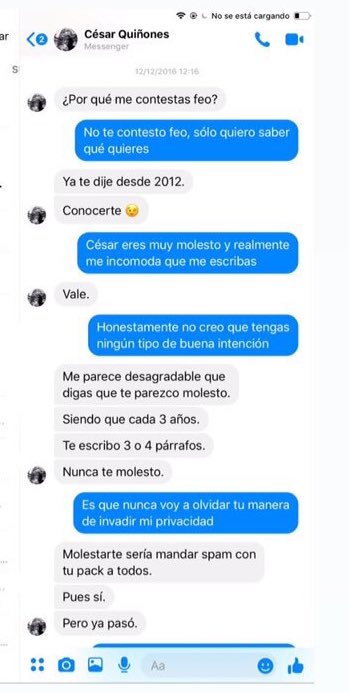 No se está cargando
ar
2
César Quiñones
Messenger
S
12/12/2016 12:16
¿Por qué me contestas feo?
No te contesto feo, sólo quiero saber
qué quieres
Ya te dije desde 2012.
Conocerte 😉
César eres muy molesto y realmente
me incomoda que me escribas
Vale.
Honestamente no creo que tengas
ningún tipo de buena intención
Me parece desagradable que
digas que te parezco molesto.
Siendo que cada 3 años.
Te escribo 3 o 4 párrafos.
Nunca te molesto.
Es que nunca voy a olvidar tu manera
de invadir mi privacidad
Molestarte sería mandar spam con
tu pack a todos.
Pues sí.
Pero ya pasó.
Aa